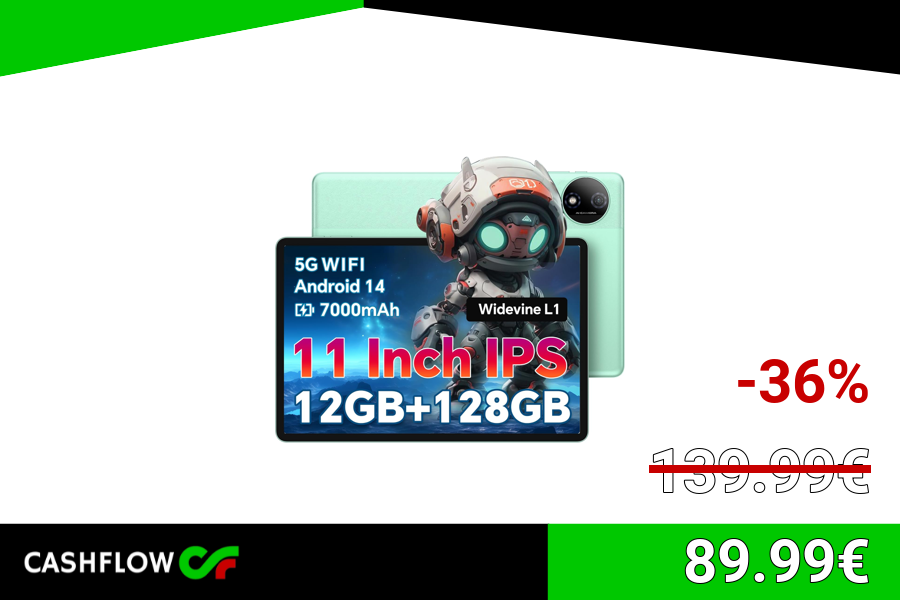 5G WIFI
Android 14
7000mAh
Widevine L1
11 Inch IPS
12GB+128GB
-36%
139.99€
CASHFLOW
89.99€